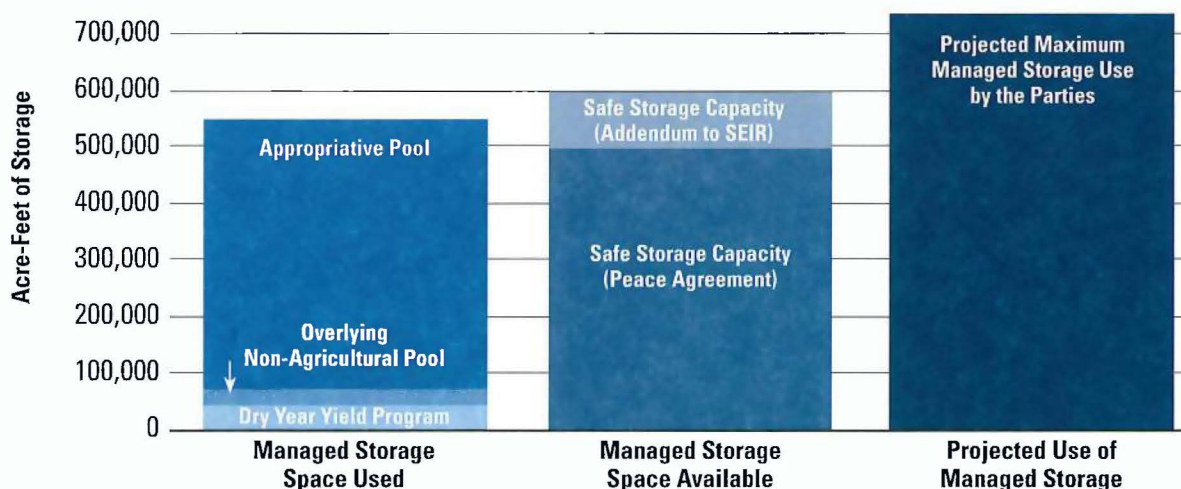 Acre-Feet of Storage
700,000
600,000
500,000
400,000
300,000
200,000
100,000
0
Appropriative Pool
Overlying
Non-Agricultural Pool
Dry Year Yield Program
Managed Storage
Space Used
Safe Storage Capacity
(Addendum to SEIR)
Safe Storage Capacity
(Peace Agreement)
Managed Storage
Space Available
Projected Maximum
Managed Storage Use
by the Parties
Projected Use of
Managed Storage